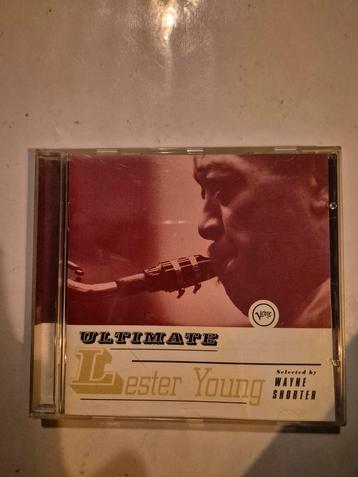 Verve
ULTIMATE
Lester Young
Selected by
WAYNE
SHORTER